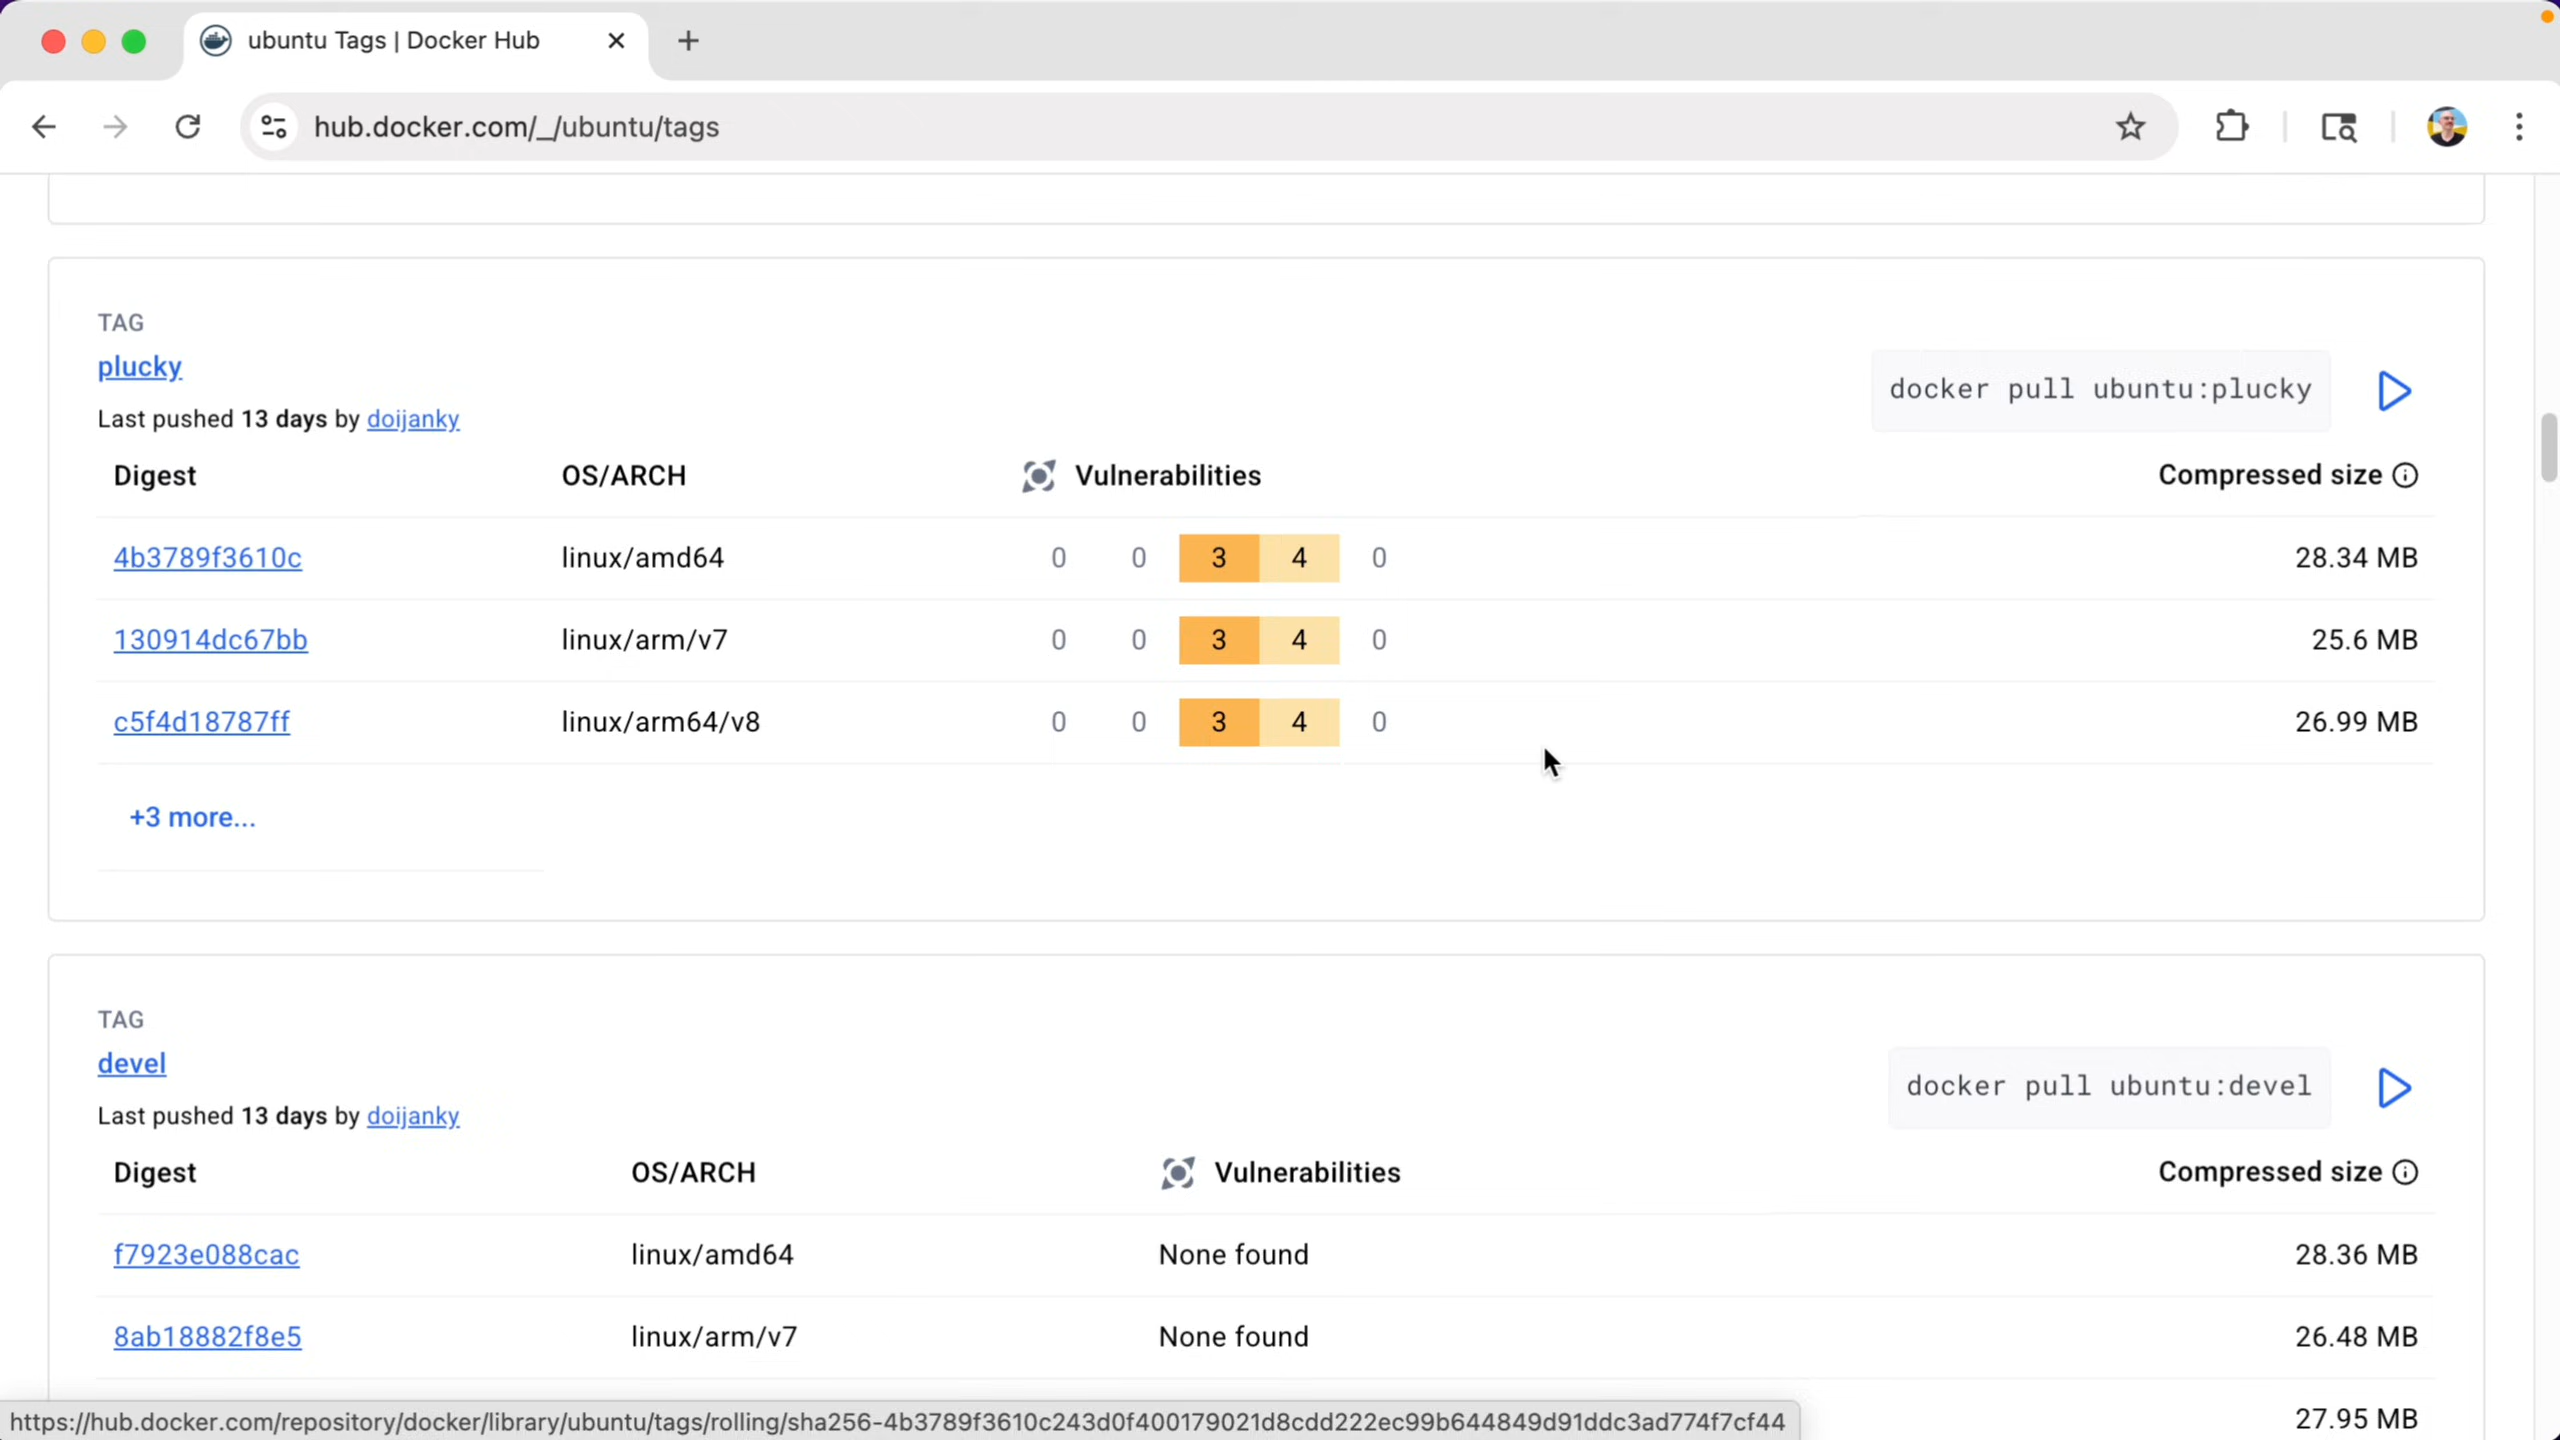 ubuntu Tags | Docker Hub
hub.docker.com/_/ubuntu/tags
TAG
plucky
Last pushed 13 days by doijanky
docker pull ubuntu:plucky
Digest OS/ARCH Vulnerabilities Compressed size
4b3789f3610c linux/amd64 0 0 3 4 0 28.34 MB
130914dc67bb linux/arm/v7 0 0 3 4 0 25.6 MB
c5f4d18787ff linux/arm64/v8 0 0 3 4 0 26.99 MB
+3 more...
TAG
devel
Last pushed 13 days by doijanky
docker pull ubuntu:devel
Digest OS/ARCH Vulnerabilities Compressed size
f7923e088cac linux/amd64 None found 28.36 MB
8ab18882f8e5 linux/arm/v7 None found 26.48 MB
27.95 MB
https://hub.docker.com/repository/docker/library/ubuntu/tags/rolling/sha256-4b3789f3610c243d0f400179021d8cdd222ec99b644849d91ddc3ad774f7cf44